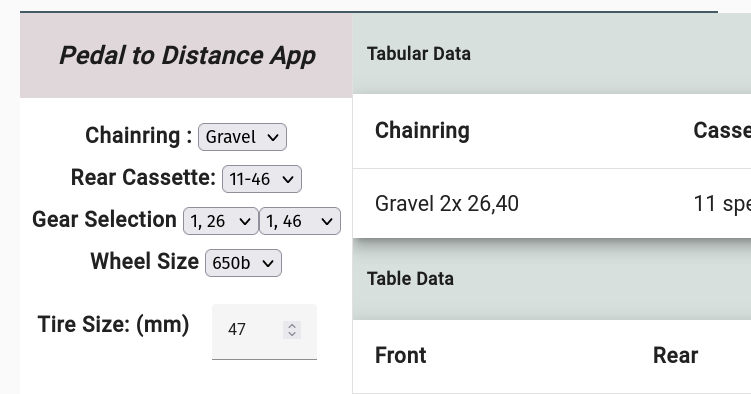 Pedal to Distance App
Chainring : Gravel
Rear Cassette: 11-46
Gear Selection 1, 26 1, 46
Wheel Size 650b
Tire Size: (mm) 47
Tabular Data
Chainring Casse
Gravel 2x 26,40 11 spe
Table Data
Front Rear